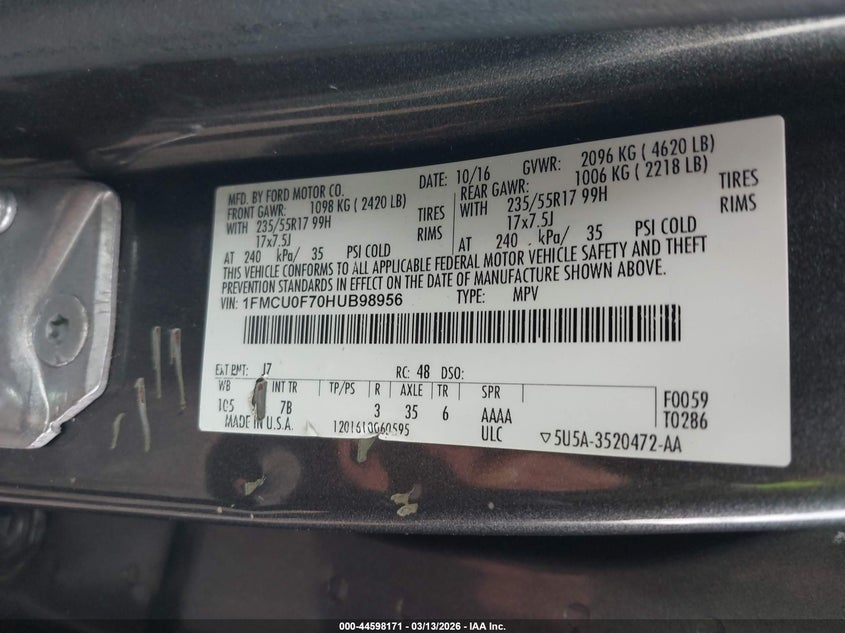 MFD. BY FORD MOTOR CO. DATE: 10/16 GVWR: 2096 KG ( 4620 LB)
FRONT GAWR: 1098 KG ( 2420 LB) REAR GAWR: 1006 KG ( 2218 LB)
WITH 235/55R17 99H TIRES WITH 235/55R17 99H TIRES
17x7.5J RIMS 17x7.5J RIMS
AT 240 kPa/ 35 PSI COLD AT 240 kPa/ 35 PSI COLD
THIS VEHICLE CONFORMS TO ALL APPLICABLE FEDERAL MOTOR VEHICLE SAFETY AND THEFT
PREVENTION STANDARDS IN EFFECT ON THE DATE OF MANUFACTURE SHOWN ABOVE.
VIN: 1FMCU0F70HUB98956 TYPE: MPV
EXT PNT: J7 RC: 48 DSO:
WB INT TR TP/PS R AXLE TR SPR
105 7B 3 35 6 AAAA
ULC
F0059
T0286
MADE IN U.S.A. 1201610060595 ▽5U5A-3520472-AA
000-44598171 — 03/13/2026 — IAA Inc.